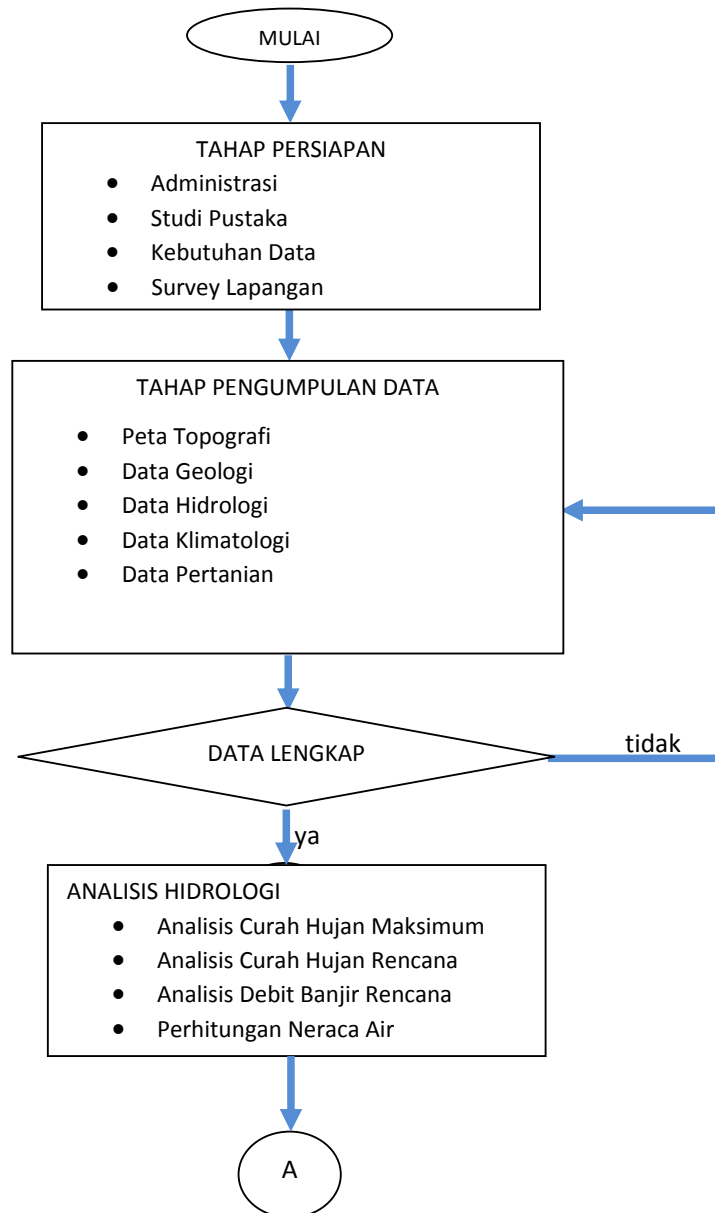 MULAI
TAHAP PERSIAPAN
• Administrasi
• Studi Pustaka
• Kebutuhan Data
• Survey Lapangan
TAHAP PENGUMPULAN DATA
• Peta Topografi
• Data Geologi
• Data Hidrologi
• Data Klimatologi
• Data Pertanian
DATA LENGKAP
tidak
ya
ANALISIS HIDROLOGI
• Analisis Curah Hujan Maksimum
• Analisis Curah Hujan Rencana
• Analisis Debit Banjir Rencana
• Perhitungan Neraca Air
A